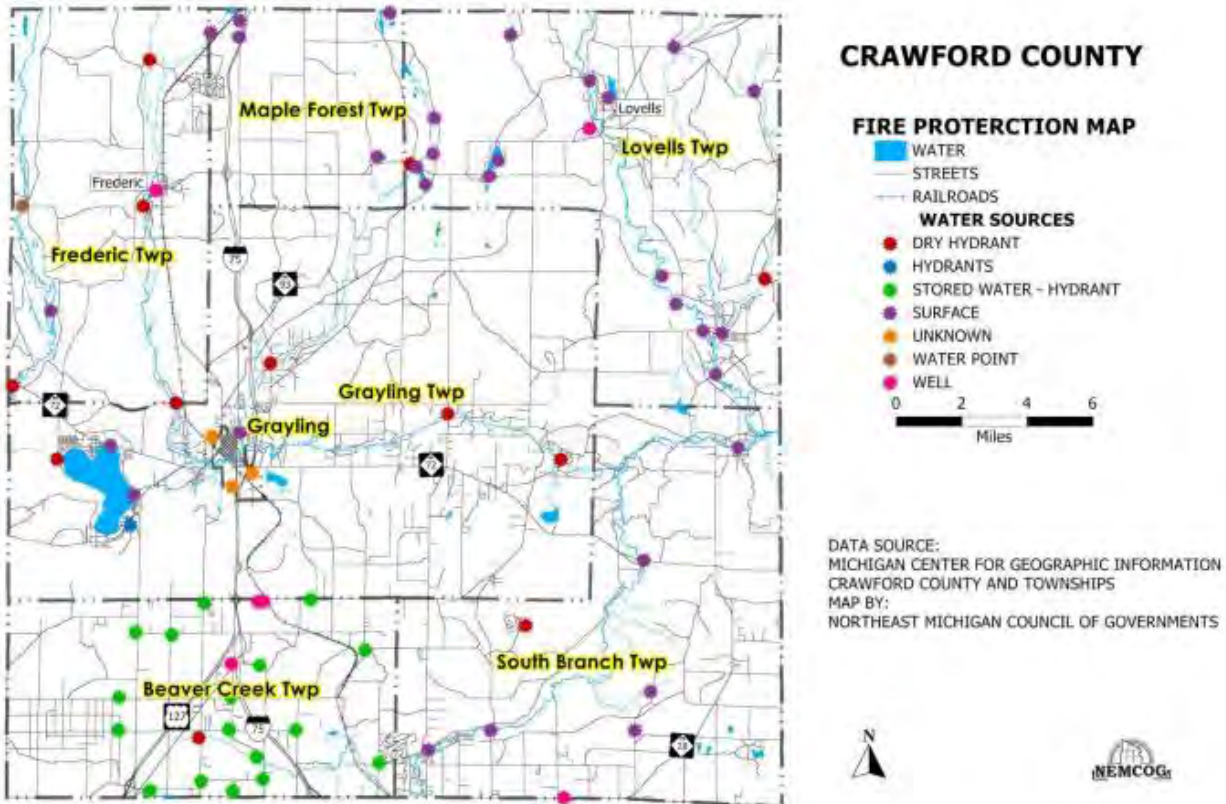 CRAWFORD COUNTY
FIRE PROTERCTION MAP
WATER
STREETS
RAILROADS
WATER SOURCES
DRY HYDRANT
HYDRANTS
STORED WATER - HYDRANT
SURFACE
UNKNOWN
WATER POINT
WELL
0 2 4 6
Miles
DATA SOURCE:
MICHIGAN CENTER FOR GEOGRAPHIC INFORMATION
CRAWFORD COUNTY AND TOWNSHIPS
MAP BY:
NORTHEAST MICHIGAN COUNCIL OF GOVERNMENTS
N
NEMCOG
Maple Forest Twp
Lovells
Lovells Twp
Frederic
Frederic Twp
75
93
Grayling Twp
72
Grayling
72
South Branch Twp
Beaver Creek Twp
127
75
18